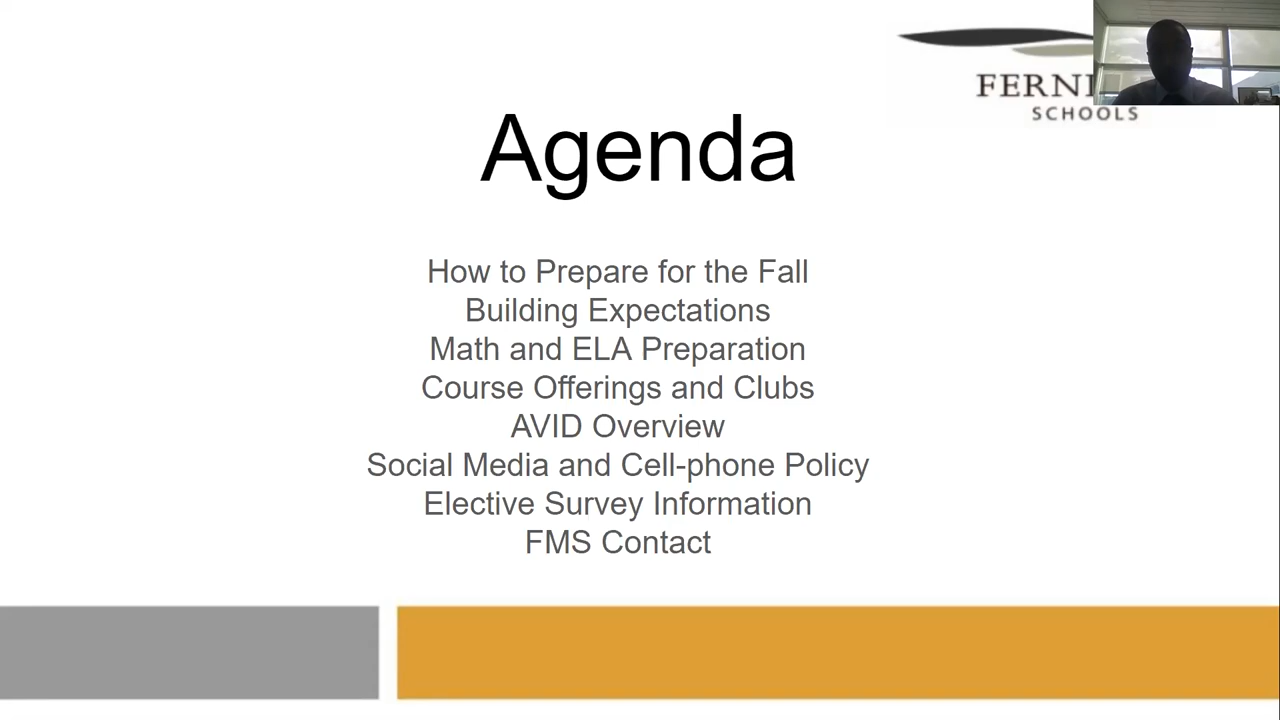 SCHOOLS
Agenda
How to Prepare for the Fall
Building Expectations
Math and ELA Preparation
Course Offerings and Clubs
AVID Overview
Social Media and Cell-phone Policy
Elective Survey Information
FMS Contact